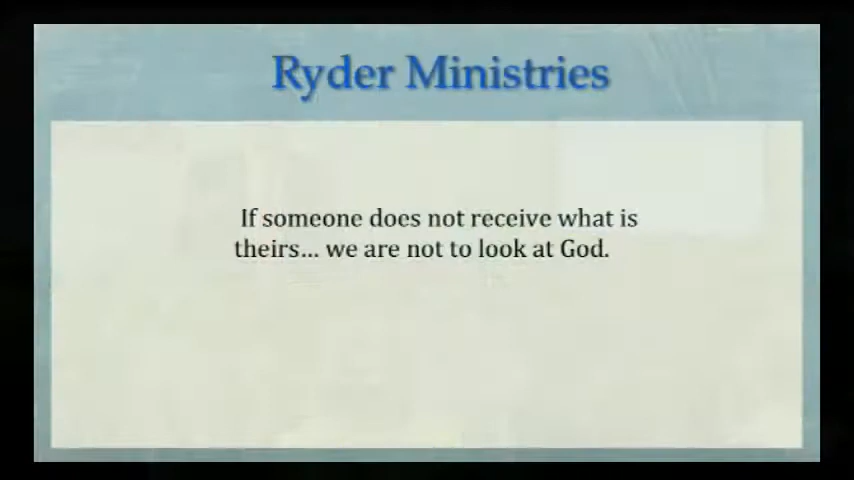 Ryder Ministries
If someone does not receive what is
theirs... we are not to look at God.